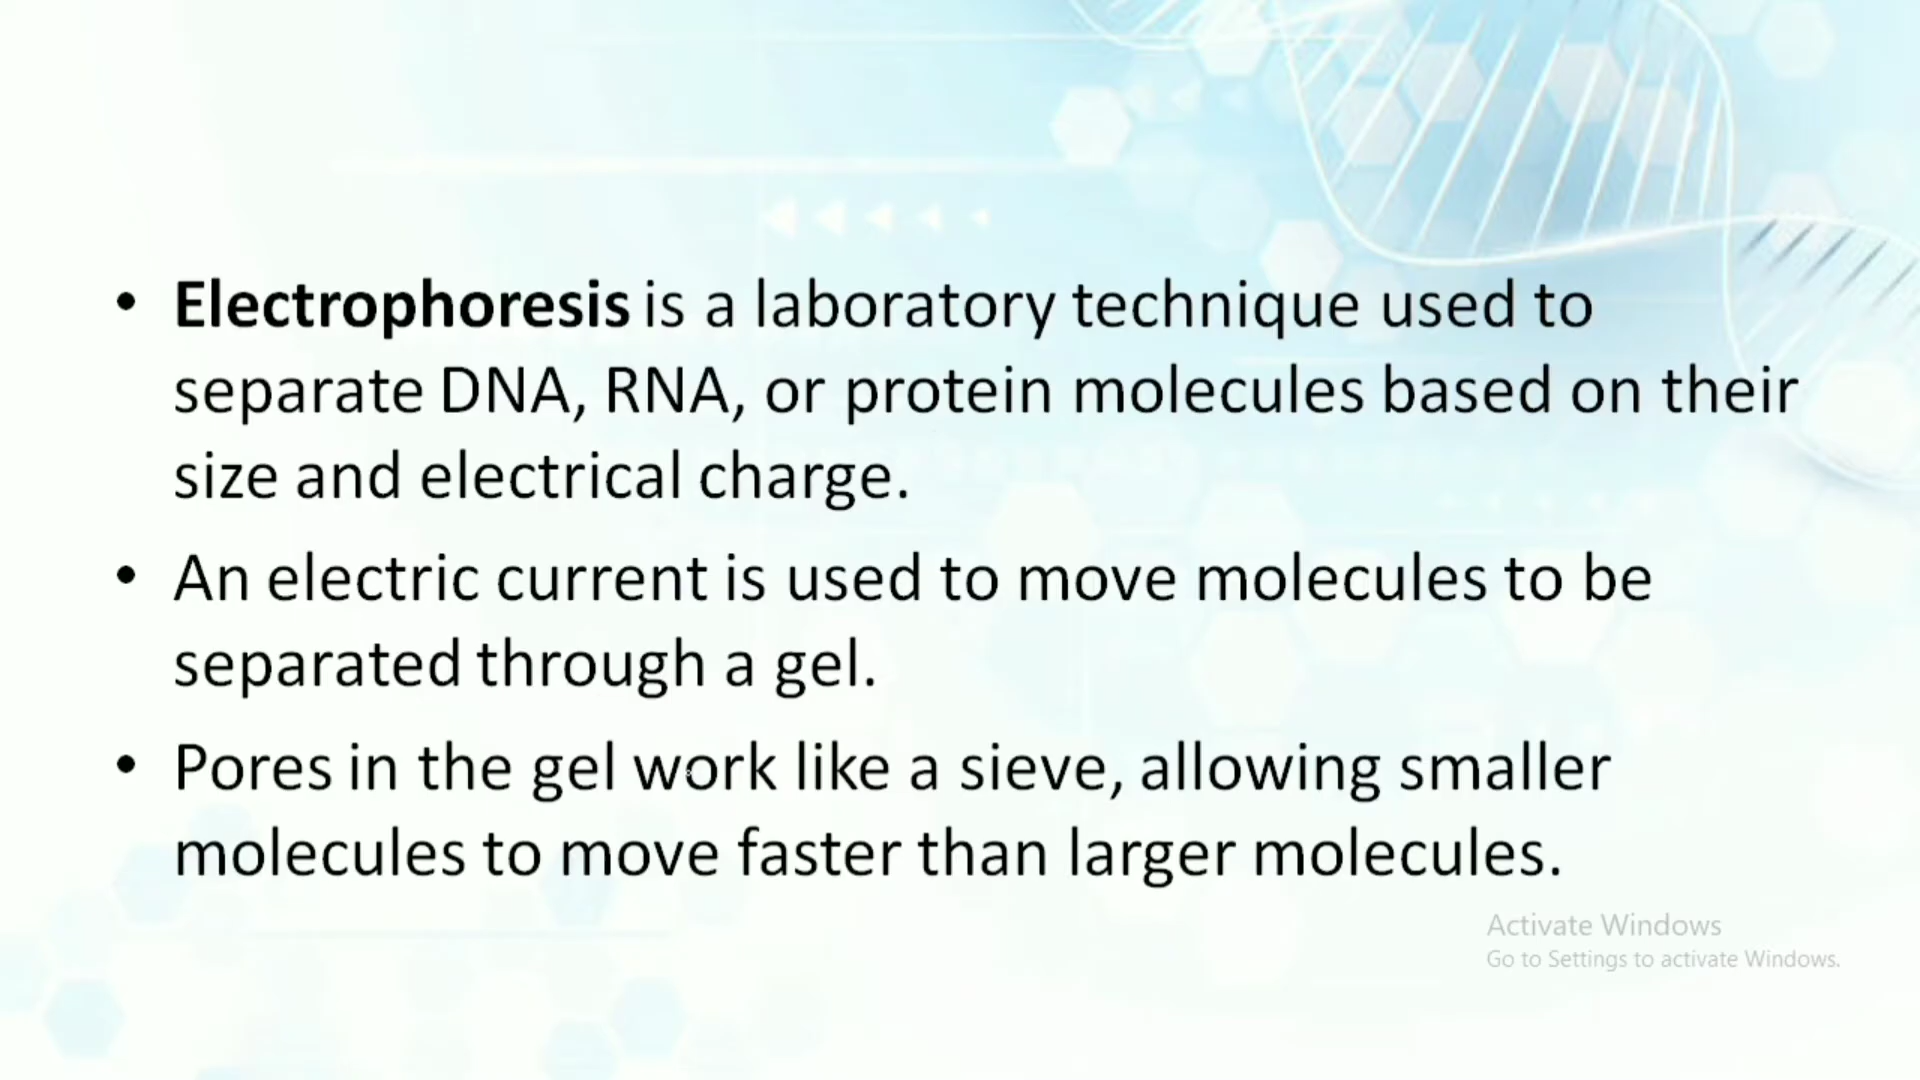 • Electrophoresis is a laboratory technique used to
separate DNA, RNA, or protein molecules based on their
size and electrical charge.
• An electric current is used to move molecules to be
separated through a gel.
• Pores in the gel work like a sieve, allowing smaller
molecules to move faster than larger molecules.
Activate Windows
Go to Settings to activate Windows.